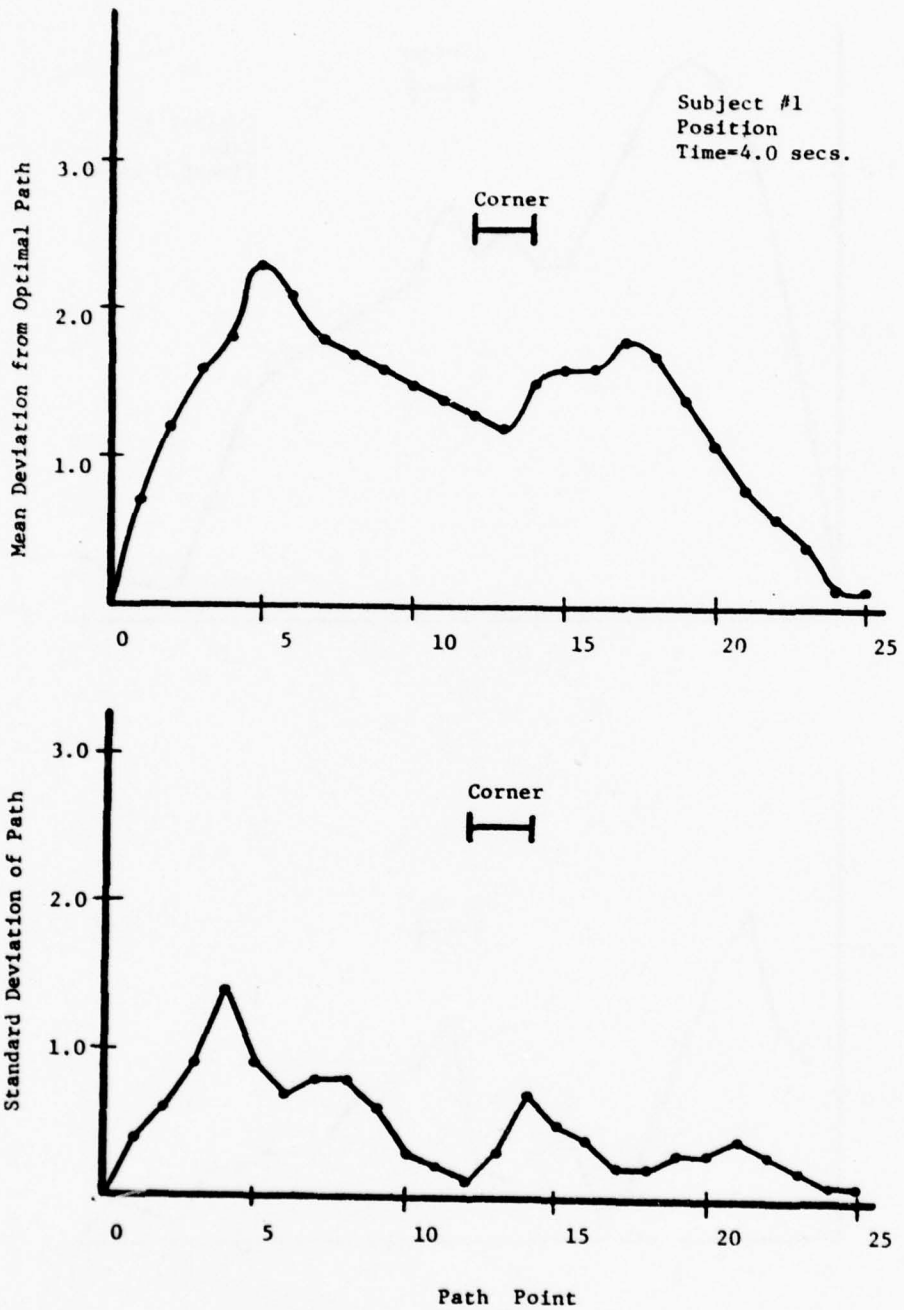 Subject #1
Position
Time=4.0 secs.
Mean Deviation from Optimal Path
3.0
Corner
2.0
1.0
0 5 10 15 20 25
Standard Deviation of Path
3.0
Corner
2.0
1.0
0 5 10 15 20 25
Path Point